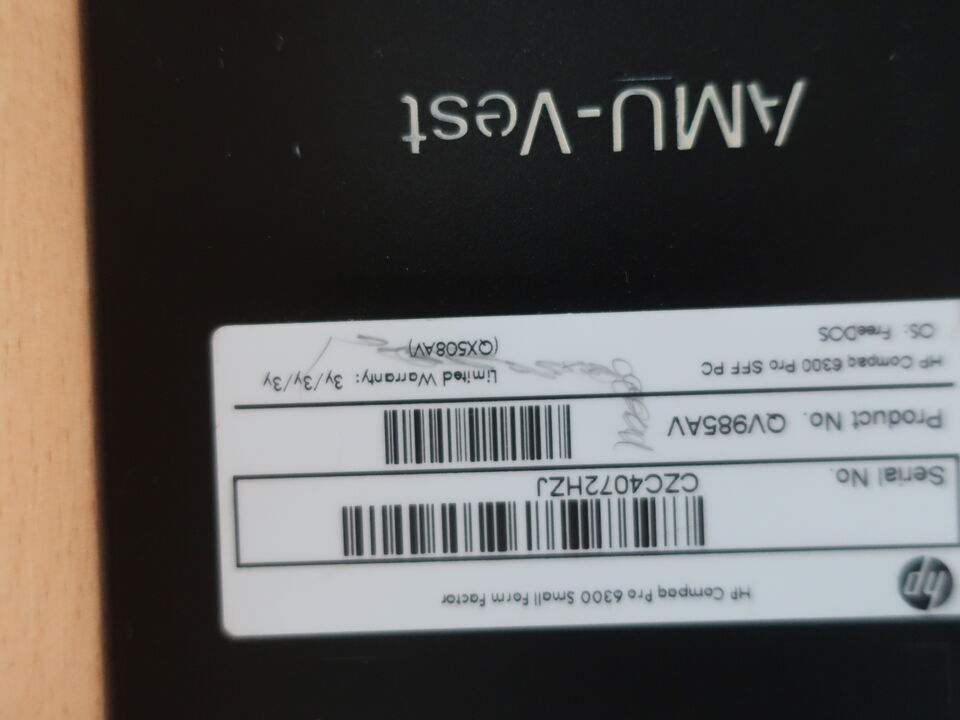 hp
HP Compaq Pro 6300 Small Form Factor
Serial No.
CZC4072HZJ
Product No. QV985AV
HP Compaq 6300 Pro SFF PC
OS: FreeDOS
Limited Warranty: 3y/3y/3y
(QX508AV)
AMU-Vest